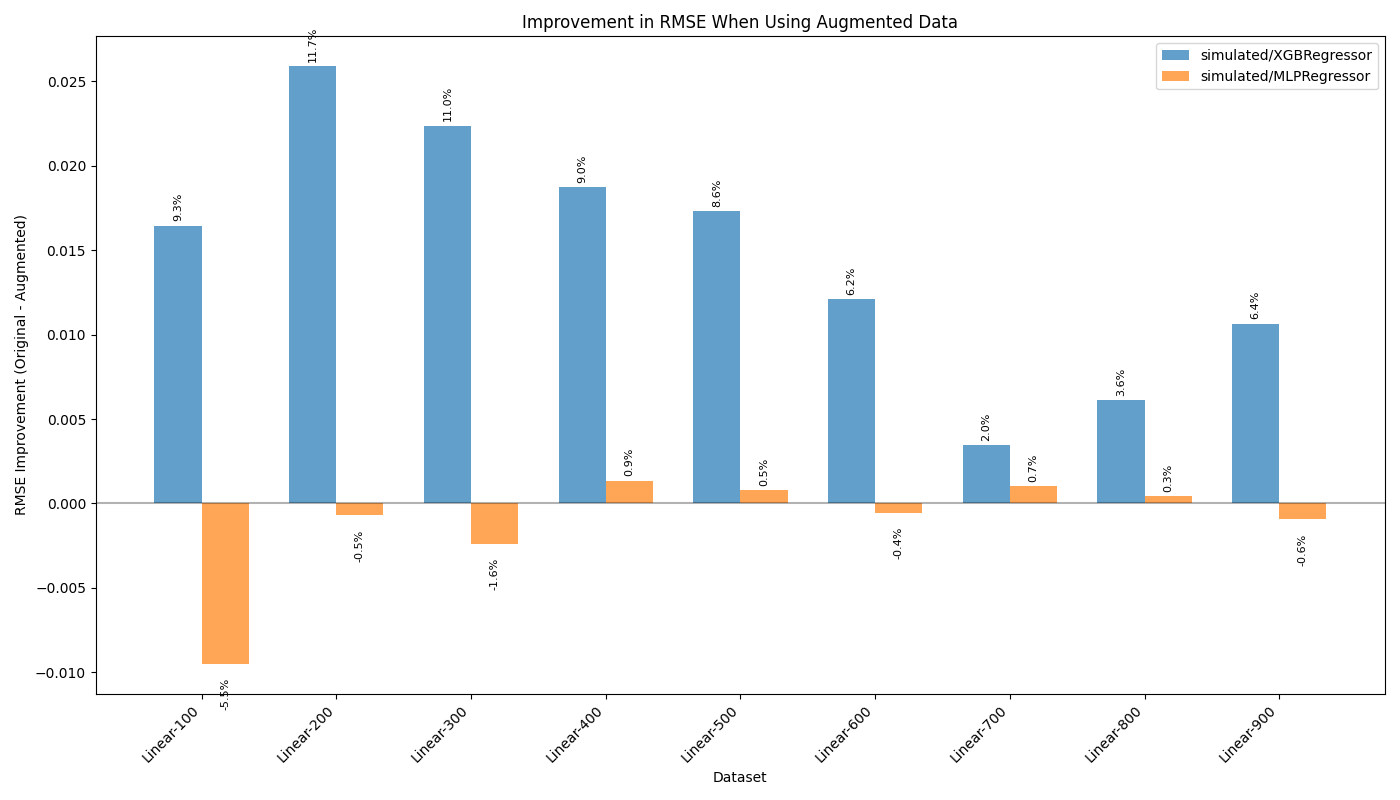 Improvement in RMSE When Using Augmented Data
simulated/XGBRegressor
simulated/MLPRegressor
RMSE Improvement (Original - Augmented)
0.025
0.020
0.015
0.010
0.005
0.000
−0.005
−0.010
9.3%
11.7%
11.0%
9.0%
8.6%
6.2%
2.0%
3.6%
6.4%
-5.5%
-0.5%
-1.6%
0.9%
0.5%
-0.4%
0.7%
0.3%
-0.6%
Linear-100
Linear-200
Linear-300
Linear-400
Linear-500
Linear-600
Linear-700
Linear-800
Linear-900
Dataset